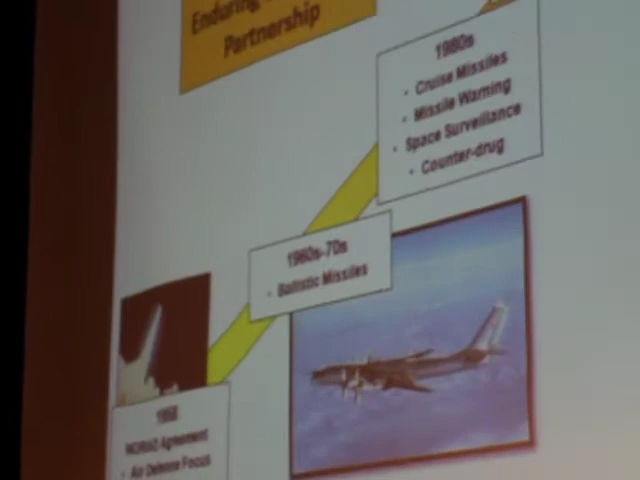 Enduring
Partnership
1980s
• Cruise Missiles
• Missile Warning
• Space Surveillance
• Counter-drug
1960s-70s
• Ballistic Missiles
1958
NORAD Agreement
• Air Defense Focus